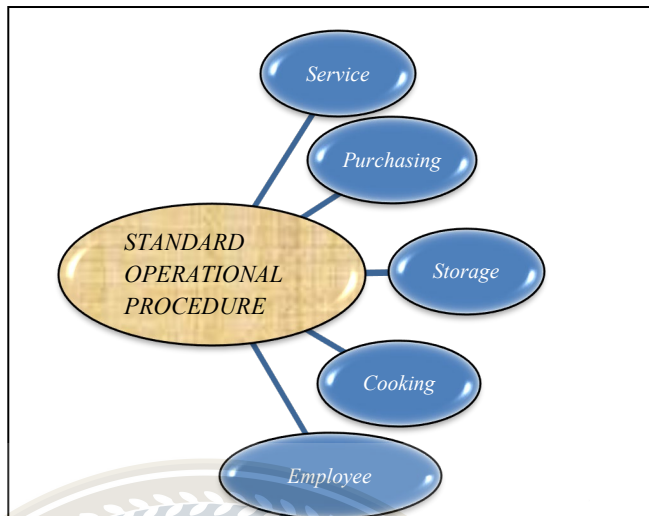 Service
Purchasing
STANDARD
OPERATIONAL
PROCEDURE
Storage
Cooking
Employee